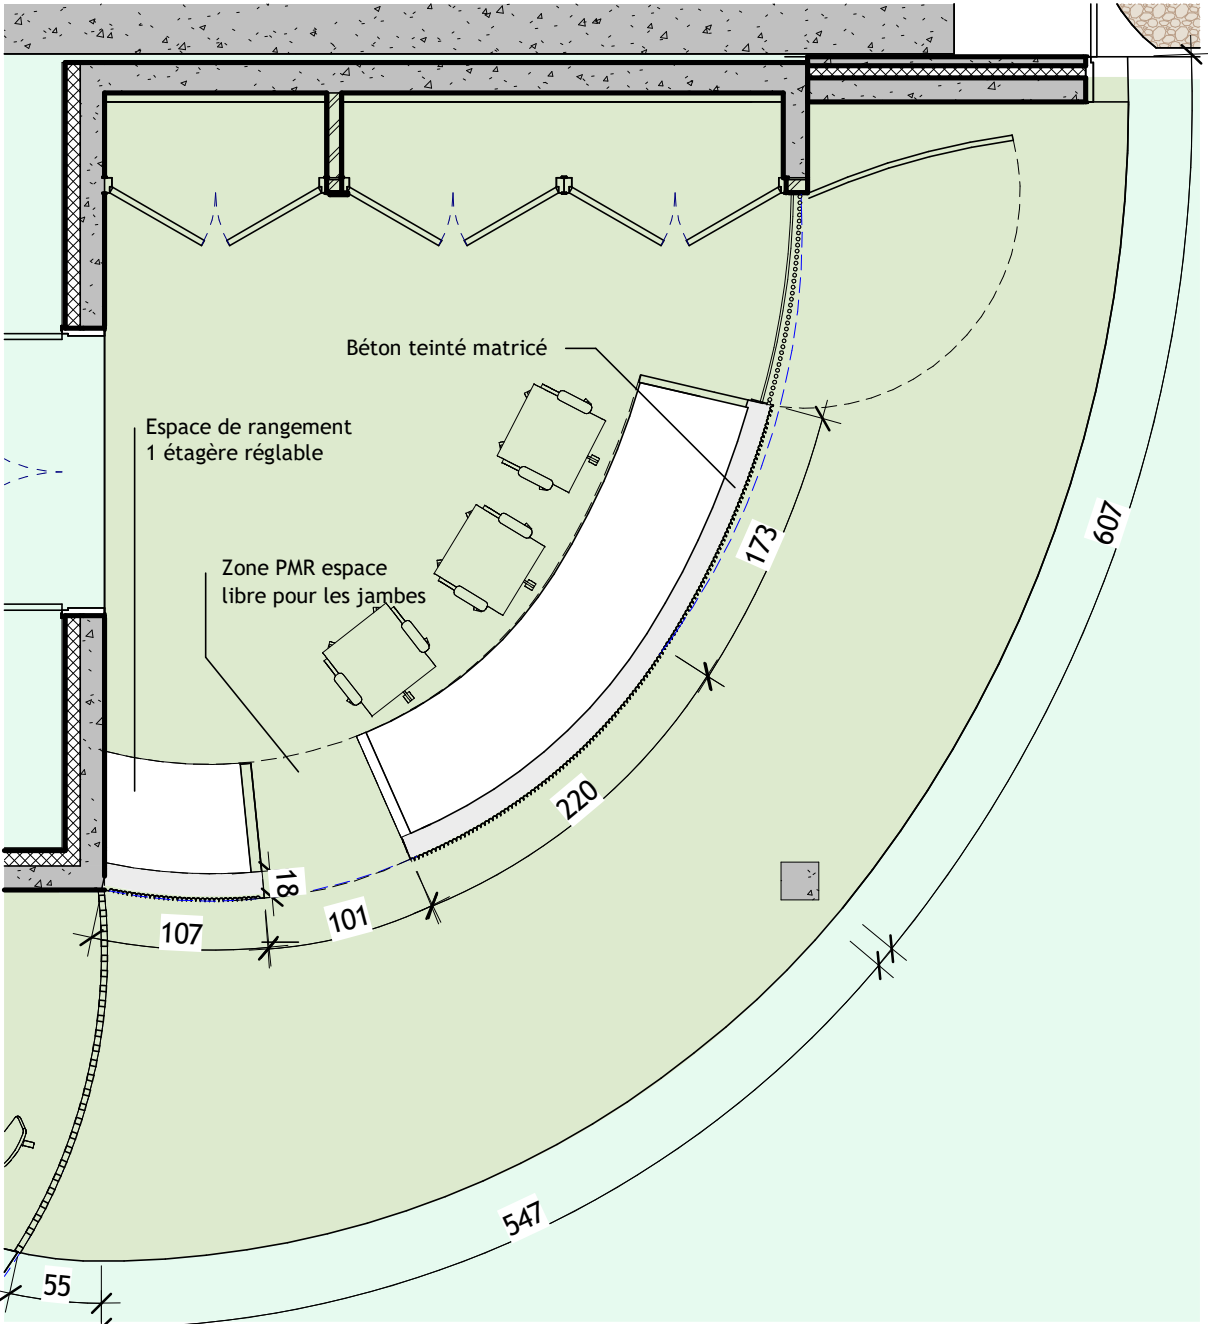 Béton teinté matricé
Espace de rangement
1 étagère réglable
607
173
Zone PMR espace
libre pour les jambes
220
18
101
107
547
55